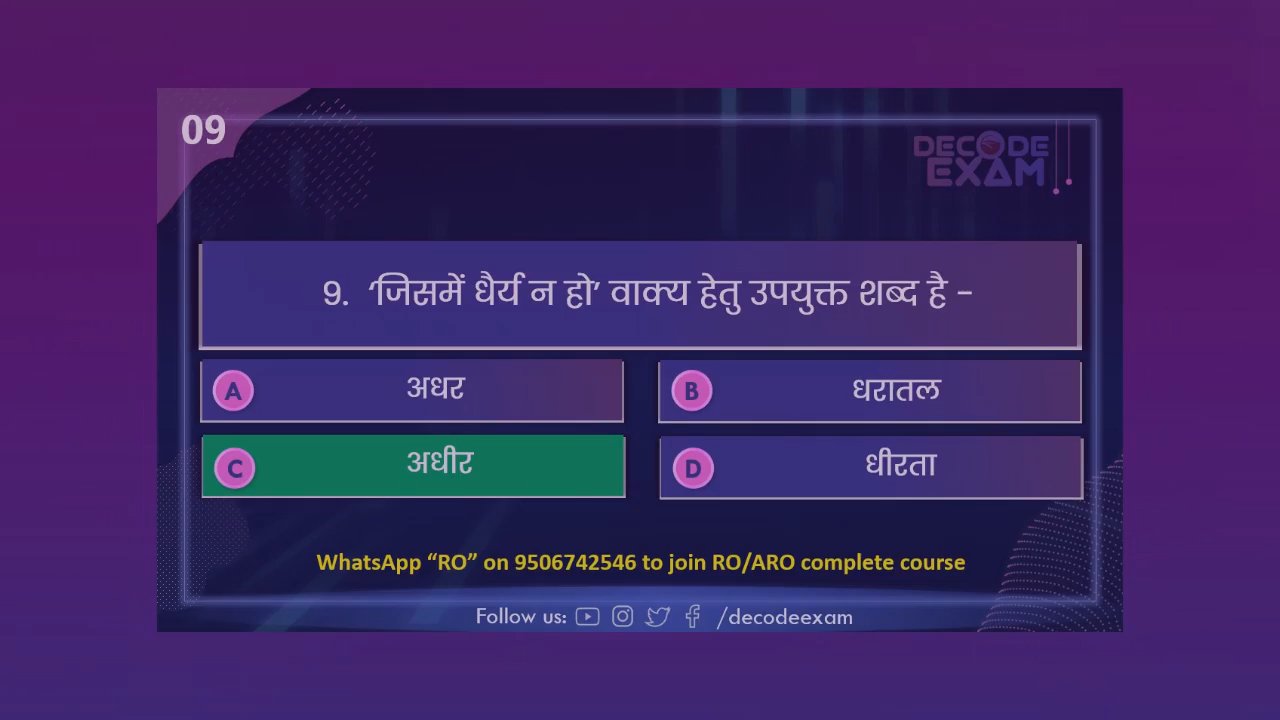 09
DECODE
EXAM
9. ‘जिसमें धैर्य न हो’ वाक्य हेतु उपयुक्त शब्द है -
A अधर
B धरातल
C अधीर
D धीरता
WhatsApp “RO” on 9506742546 to join RO/ARO complete course
Follow us: /decodeexam